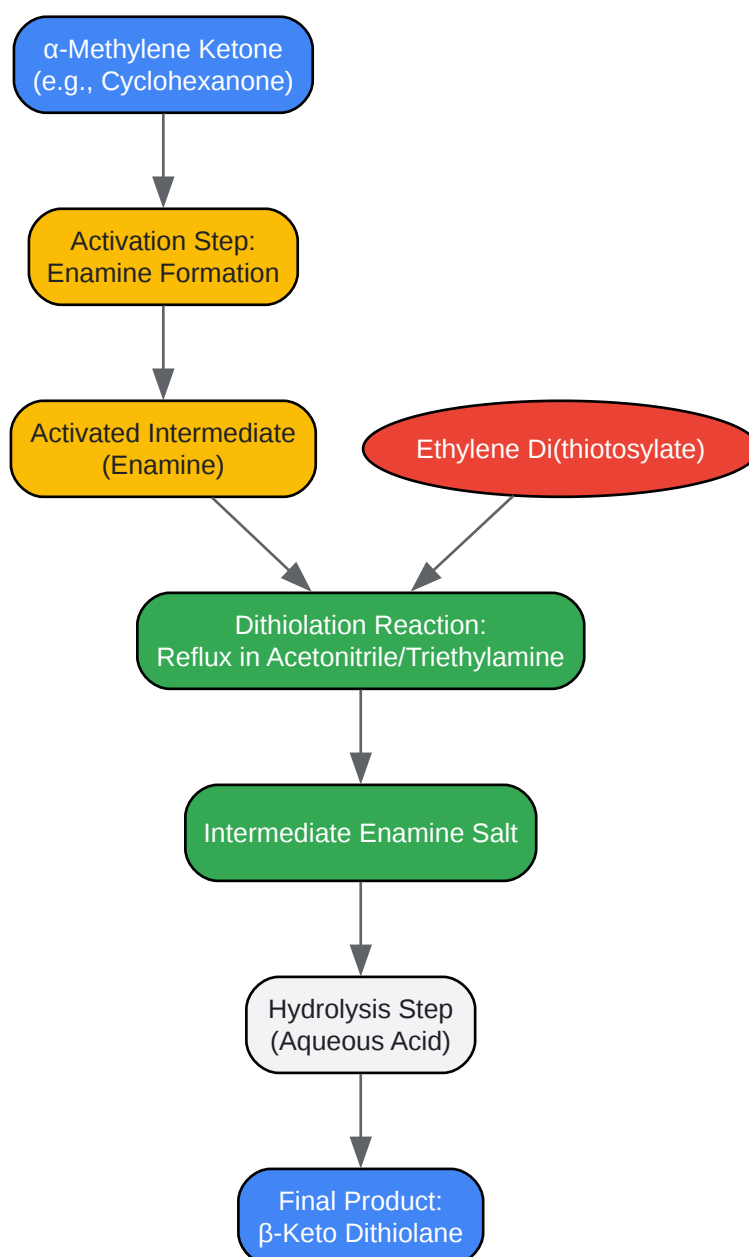 α-Methylene Ketone
(e.g., Cyclohexanone)
Activation Step:
Enamine Formation
Activated Intermediate
(Enamine)
Ethylene Di(thiotosylate)
Dithiolation Reaction:
Reflux in Acetonitrile/Triethylamine
Intermediate Enamine Salt
Hydrolysis Step
(Aqueous Acid)
Final Product:
β-Keto Dithiolane